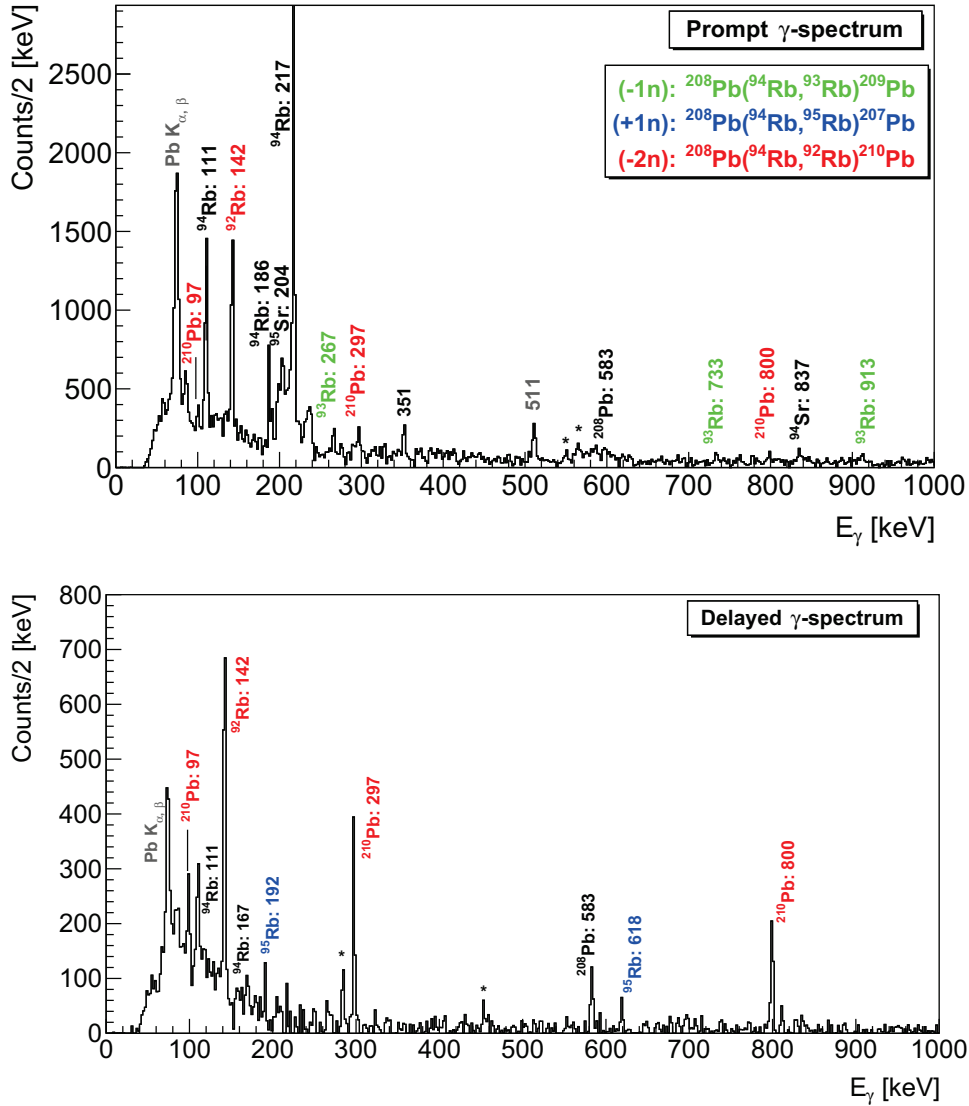 Prompt γ-spectrum
(-1n): ²⁰⁸Pb(⁹⁴Rb,⁹³Rb)²⁰⁹Pb
(+1n): ²⁰⁸Pb(⁹⁴Rb,⁹⁵Rb)²⁰⁷Pb
(-2n): ²⁰⁸Pb(⁹⁴Rb,⁹²Rb)²¹⁰Pb
Counts/2 [keV]
2500
2000
1500
1000
500
0
Pb Kα, β
²¹⁰Pb: 97
⁹⁴Rb: 111
⁹²Rb: 142
⁹⁴Rb: 186
⁹⁵Sr: 204
⁹⁴Rb: 217
⁹³Rb: 267
²¹⁰Pb: 297
351
511
*
*
²⁰⁸Pb: 583
⁹³Rb: 733
²¹⁰Pb: 800
⁹⁴Sr: 837
⁹³Rb: 913
0 100 200 300 400 500 600 700 800 900 1000
Eγ [keV]
Delayed γ-spectrum
Counts/2 [keV]
800
700
600
500
400
300
200
100
0
Pb Kα, β
²¹⁰Pb: 97
⁹⁴Rb: 111
⁹²Rb: 142
⁹⁴Rb: 167
⁹⁵Rb: 192
*
²¹⁰Pb: 297
*
²⁰⁸Pb: 583
⁹⁵Rb: 618
²¹⁰Pb: 800
0 100 200 300 400 500 600 700 800 900 1000
Eγ [keV]